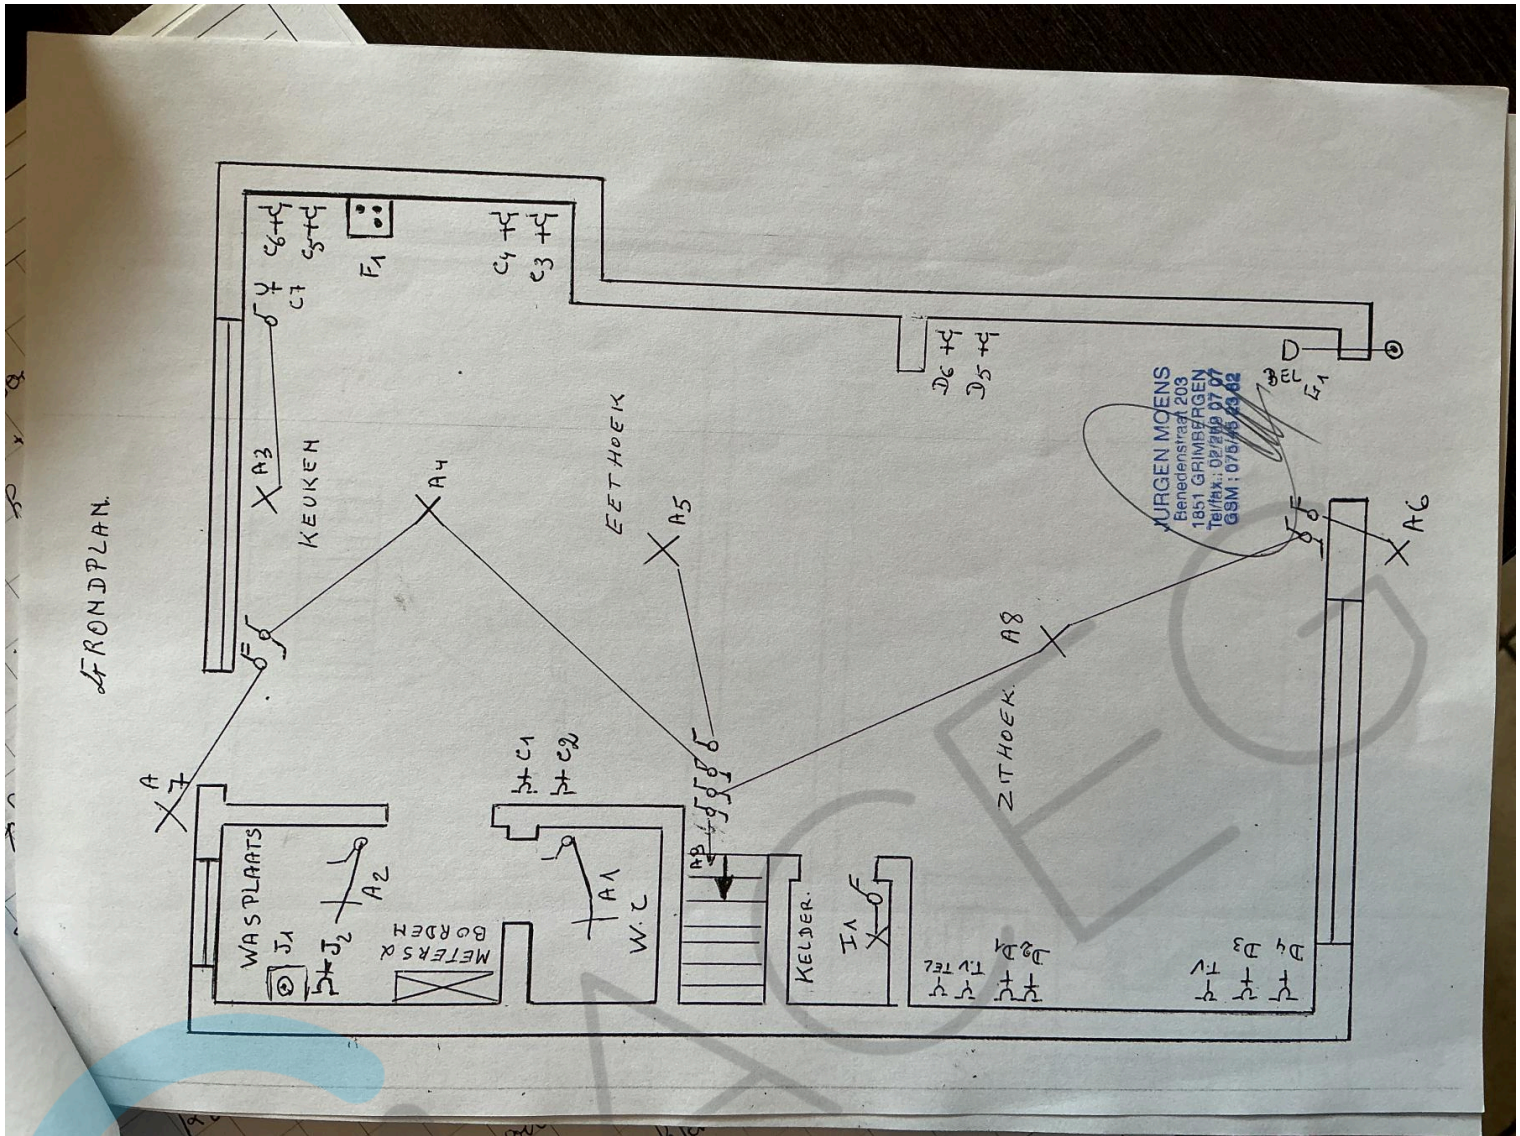 GRONDPLAN.
WASPLAATS
J1
J2
A2
METERS &
BORDEN
A
7
A3
KEUKEN
C7
C6
C5
F1
C4
C3
A4
EETHOEK
A5
C1
C2
A1
W.C
KELDER.
I1
ZITHOEK.
A8
D6
D5
BEL
A6
TEL
T.V
D1
D2
T.V
D3
D4
JURGEN MOENS
Benedenstraat 203
1851 GRIMBERGEN
ACEG